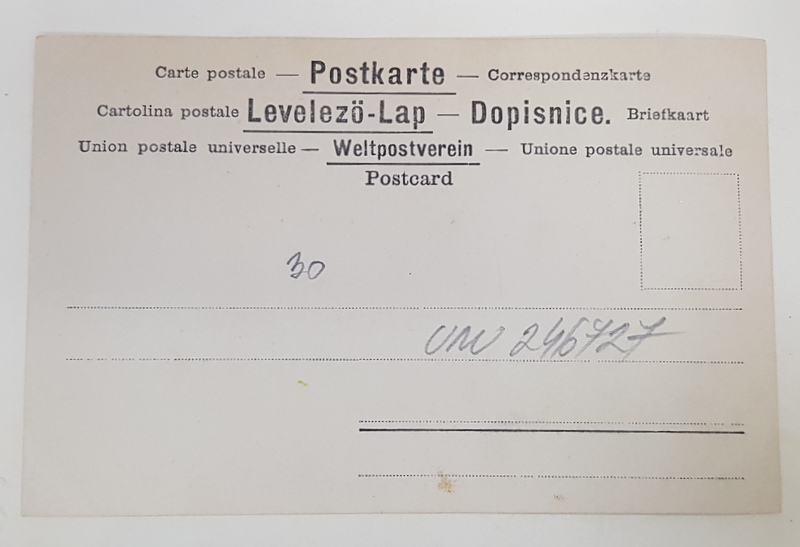 Carte postale — Postkarte — Correspondenzkarte
Cartolina postale Levelezö-Lap — Dopisnice. Briefkaart
Union postale universelle — Weltpostverein — Unione postale universale
Postcard
30
246727